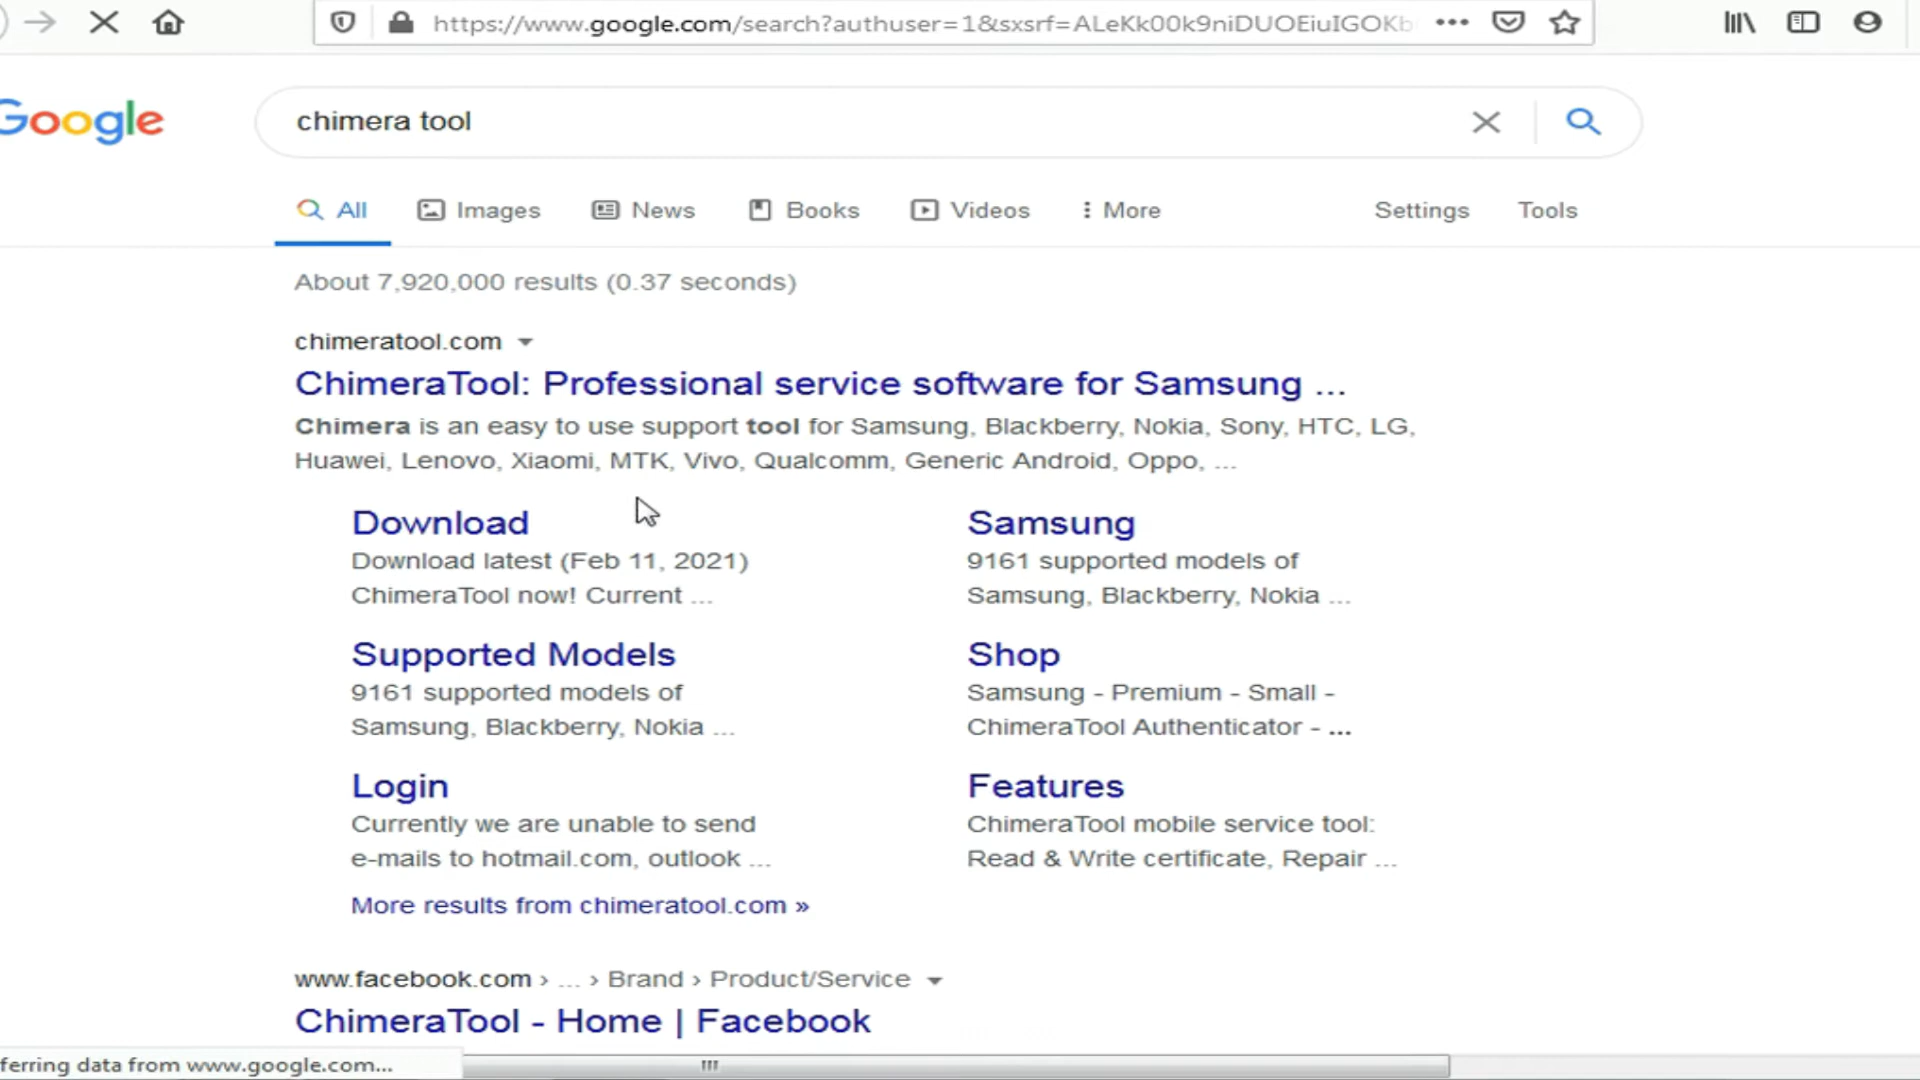 https://www.google.com/search?authuser=1&sxsrf=ALeKk00k9niDUOEiuIGOKb
Google
chimera tool
All Images News Books Videos More Settings Tools
About 7,920,000 results (0.37 seconds)
chimeratool.com
ChimeraTool: Professional service software for Samsung ...
Chimera is an easy to use support tool for Samsung, Blackberry, Nokia, Sony, HTC, LG,
Huawei, Lenovo, Xiaomi, MTK, Vivo, Qualcomm, Generic Android, Oppo, ...
Download
Download latest (Feb 11, 2021)
ChimeraTool now! Current ...
Samsung
9161 supported models of
Samsung, Blackberry, Nokia ...
Supported Models
9161 supported models of
Samsung, Blackberry, Nokia ...
Shop
Samsung - Premium - Small -
ChimeraTool Authenticator - ...
Login
Currently we are unable to send
e-mails to hotmail.com, outlook ...
Features
ChimeraTool mobile service tool:
Read & Write certificate, Repair ...
More results from chimeratool.com »
www.facebook.com › ... › Brand › Product/Service
ChimeraTool - Home | Facebook
ferring data from www.google.com...